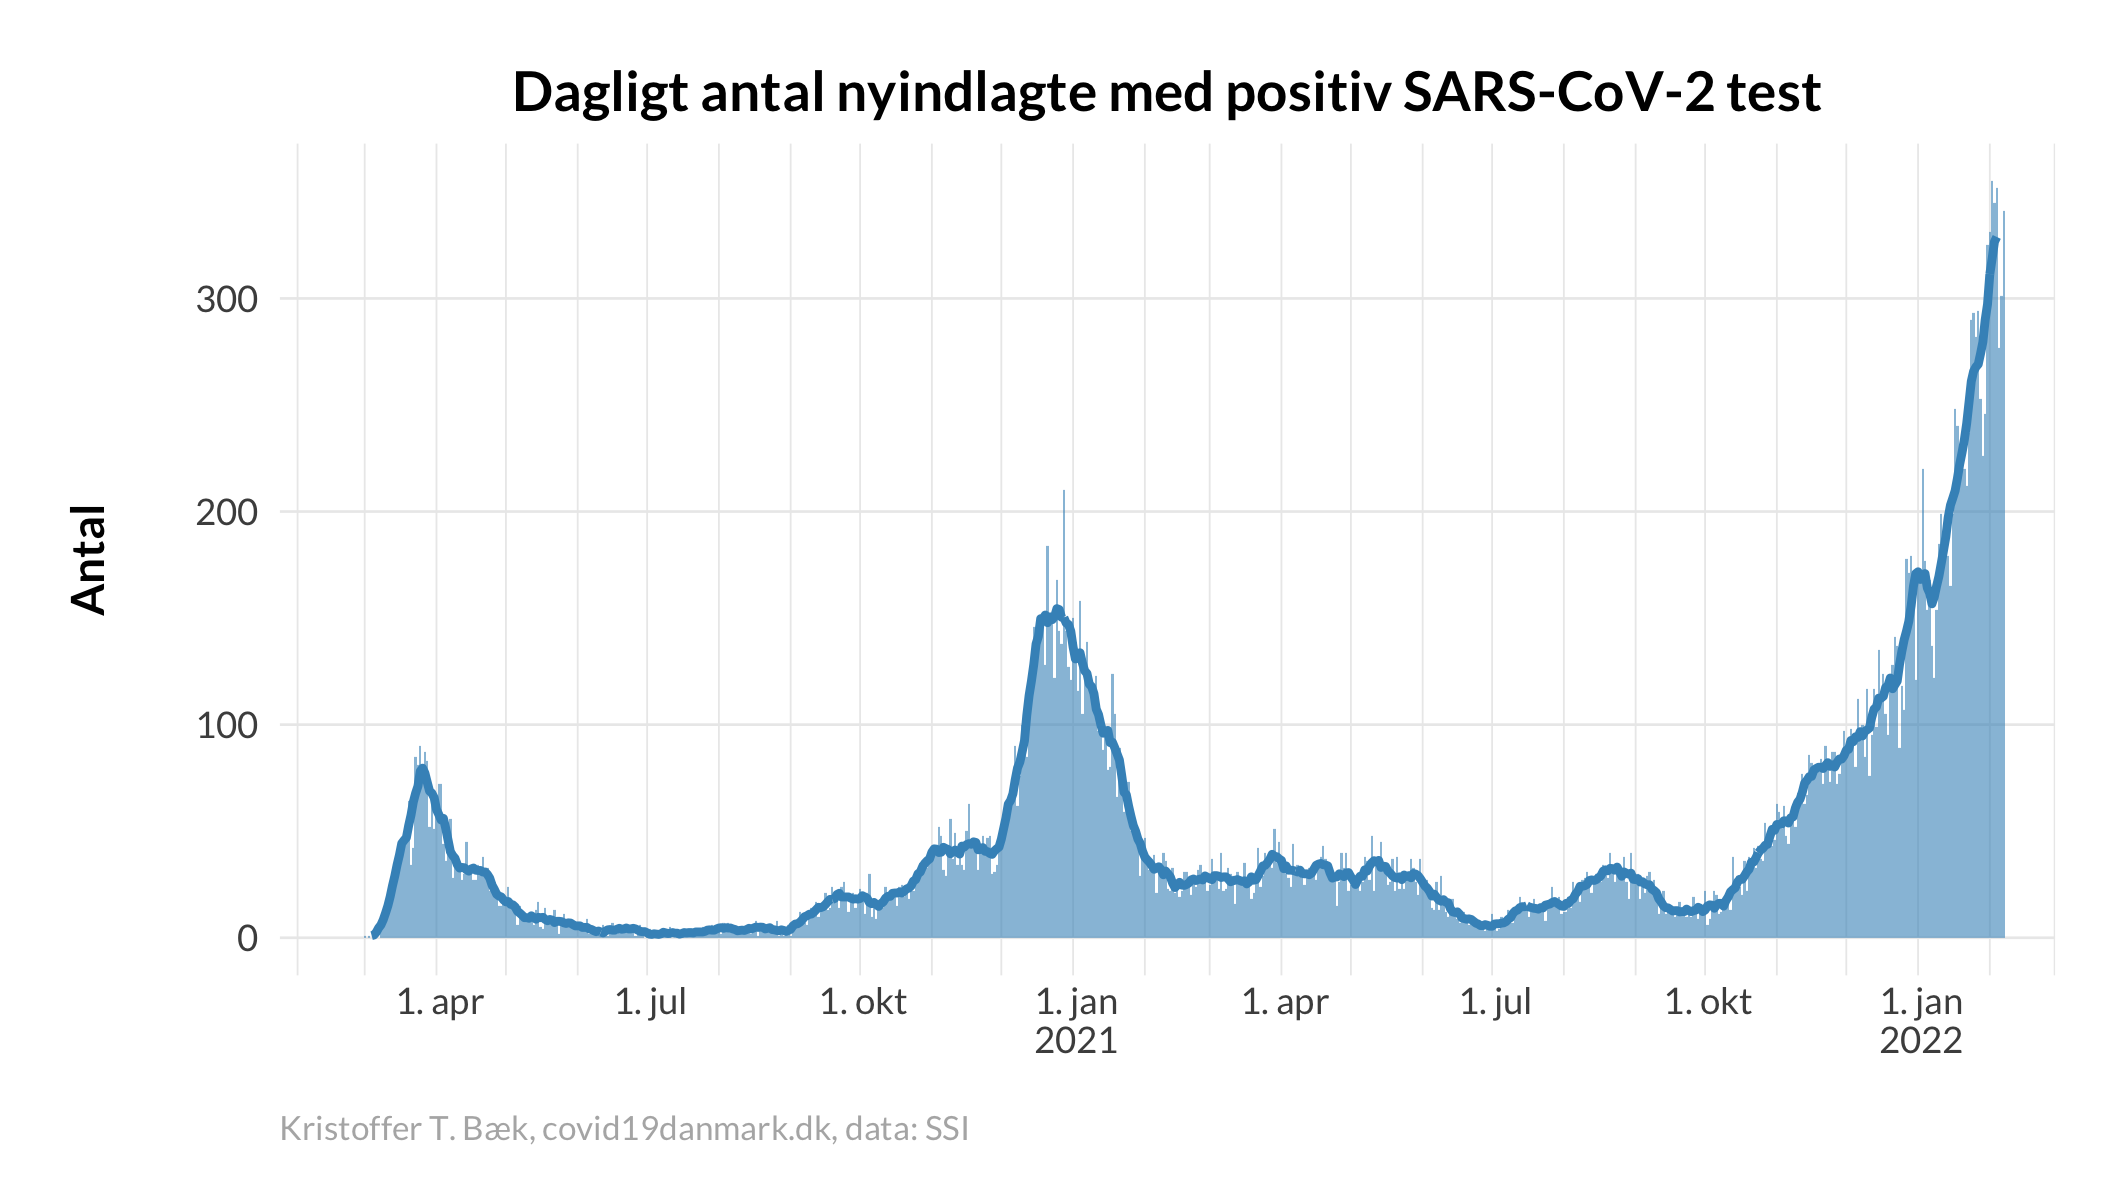 Dagligt antal nyindlagte med positiv SARS-CoV-2 test
Antal
300
200
100
0
1. apr
1. jul
1. okt
1. jan
2021
1. apr
1. jul
1. okt
1. jan
2022
Kristoffer T. Bæk, covid19danmark.dk, data: SSI